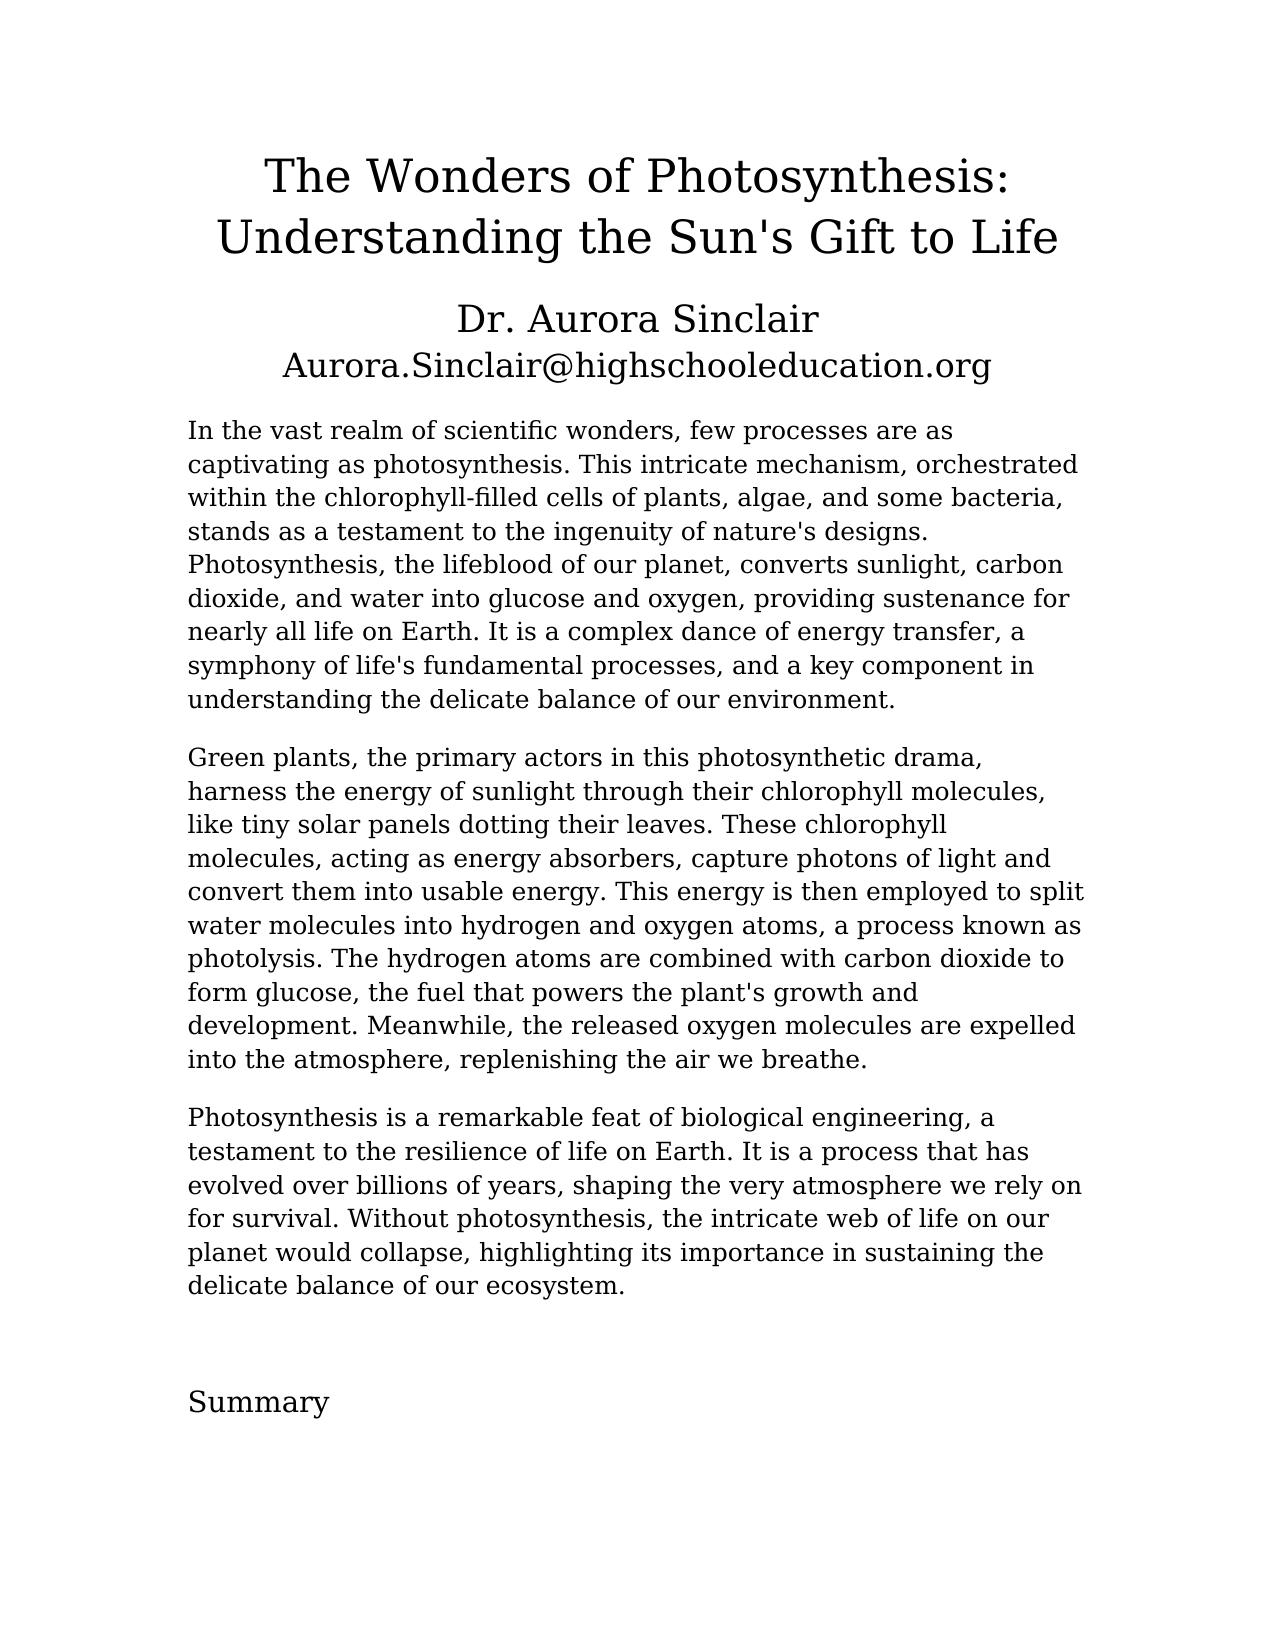 The Wonders of Photosynthesis:
Understanding the Sun's Gift to Life
Dr. Aurora Sinclair
Aurora.Sinclair@highschooleducation.org
In the vast realm of scientific wonders, few processes are as
captivating as photosynthesis. This intricate mechanism, orchestrated
within the chlorophyll-filled cells of plants, algae, and some bacteria,
stands as a testament to the ingenuity of nature's designs.
Photosynthesis, the lifeblood of our planet, converts sunlight, carbon
dioxide, and water into glucose and oxygen, providing sustenance for
nearly all life on Earth. It is a complex dance of energy transfer, a
symphony of life's fundamental processes, and a key component in
understanding the delicate balance of our environment.
Green plants, the primary actors in this photosynthetic drama,
harness the energy of sunlight through their chlorophyll molecules,
like tiny solar panels dotting their leaves. These chlorophyll
molecules, acting as energy absorbers, capture photons of light and
convert them into usable energy. This energy is then employed to split
water molecules into hydrogen and oxygen atoms, a process known as
photolysis. The hydrogen atoms are combined with carbon dioxide to
form glucose, the fuel that powers the plant's growth and
development. Meanwhile, the released oxygen molecules are expelled
into the atmosphere, replenishing the air we breathe.
Photosynthesis is a remarkable feat of biological engineering, a
testament to the resilience of life on Earth. It is a process that has
evolved over billions of years, shaping the very atmosphere we rely on
for survival. Without photosynthesis, the intricate web of life on our
planet would collapse, highlighting its importance in sustaining the
delicate balance of our ecosystem.
Summary